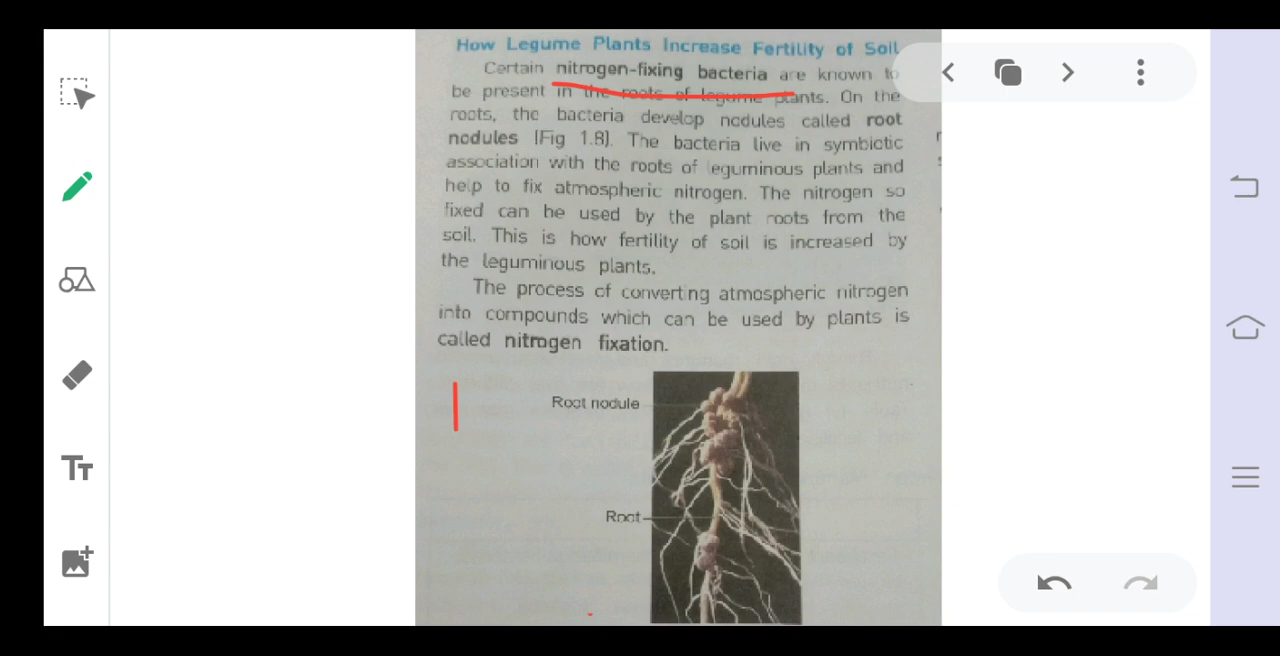 How Legume Plants Increase Fertility of Soil
Certain nitrogen-fixing bacteria are known to
be present in the roots of legume plants. On the
roots, the bacteria develop nodules called root
nodules [Fig 1.8]. The bacteria live in symbiotic
association with the roots of leguminous plants and
help to fix atmospheric nitrogen. The nitrogen so
fixed can be used by the plant roots from the
soil. This is how fertility of soil is increased by
the leguminous plants.
The process of converting atmospheric nitrogen
into compounds which can be used by plants is
called nitrogen fixation.
Root nodule
Root
TT